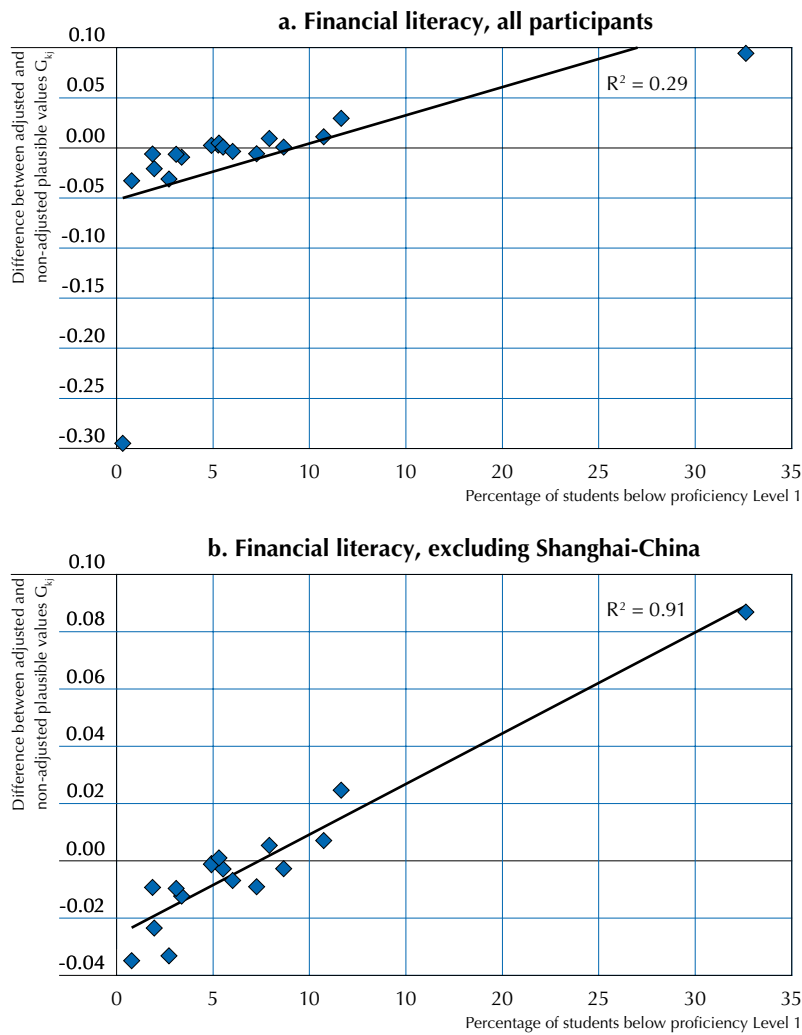 a. Financial literacy, all participants
Difference between adjusted and
non-adjusted plausible values Gkj
0.10
0.05
0.00
-0.05
-0.10
-0.15
-0.20
-0.25
-0.30
R² = 0.29
0 5 10 10 20 25 30 35
Percentage of students below proficiency Level 1
b. Financial literacy, excluding Shanghai-China
Difference between adjusted and
non-adjusted plausible values Gkj
0.10
0.08
0.06
0.04
0.02
0.00
-0.02
-0.04
R² = 0.91
0 5 10 10 20 25 30 35
Percentage of students below proficiency Level 1